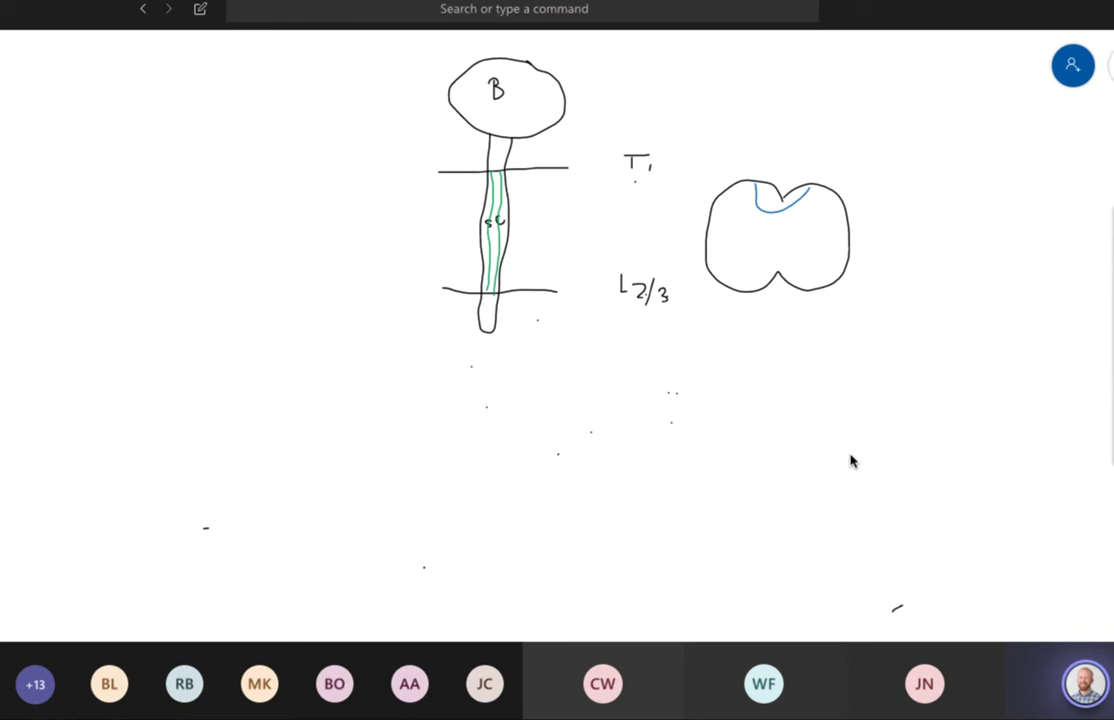 Search or type a command
B
T1
SC
L2/3
+13
BL
RB
MK
BO
AA
JC
CW
WF
JN